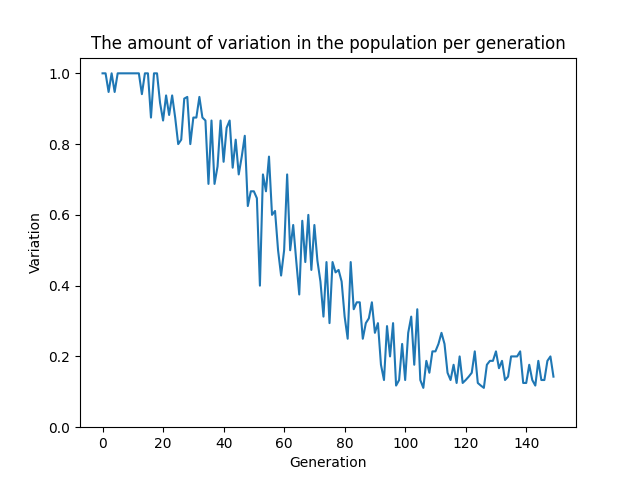 The amount of variation in the population per generation
1.0
0.8
0.6
0.4
0.2
0.0
Variation
0 20 40 60 80 100 120 140
Generation